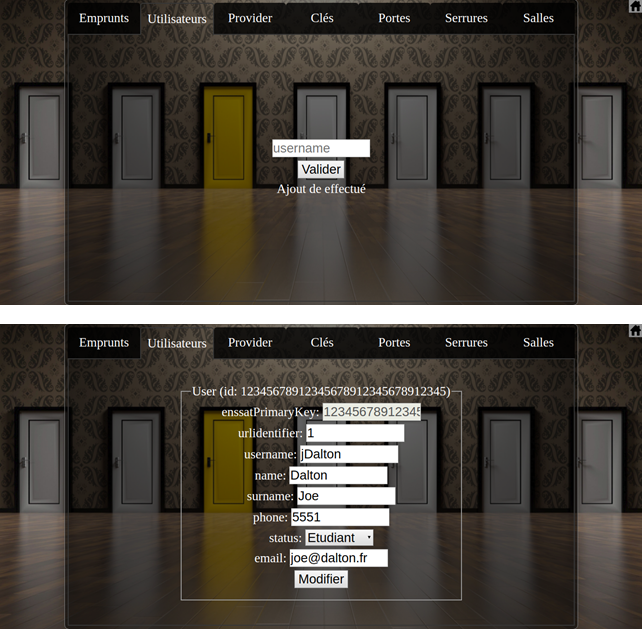 Emprunts Utilisateurs Provider Clés Portes Serrures Salles
username
Valider
Ajout de effectué
Emprunts Utilisateurs Provider Clés Portes Serrures Salles
User (id: 12345678912345678912345678912345)
enssatPrimaryKey: 12345678912345
urlidentifier: 1
username: jDalton
name: Dalton
surname: Joe
phone: 5551
status: Etudiant
email: joe@dalton.fr
Modifier